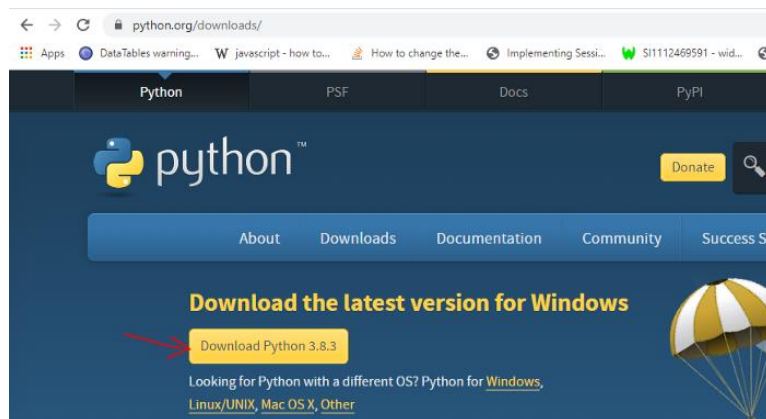 python.org/downloads/
Apps DataTables warning... W javascript - how to... How to change the... Implementing Sessi... SI1112469591 - wid...
Python PSF Docs PyPI
python™
Donate
About Downloads Documentation Community Success S
Download the latest version for Windows
Download Python 3.8.3
Looking for Python with a different OS? Python for Windows,
Linux/UNIX, Mac OS X, Other